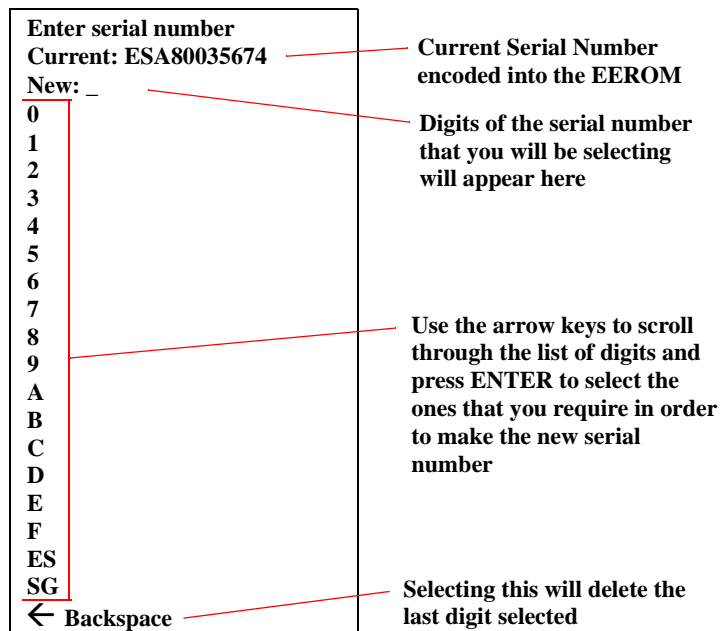 Enter serial number
Current: ESA80035674
New: _
0
1
2
3
4
5
6
7
8
9
A
B
C
D
E
F
ES
SG
← Backspace
Current Serial Number
encoded into the EEROM
Digits of the serial number
that you will be selecting
will appear here
Use the arrow keys to scroll
through the list of digits and
press ENTER to select the
ones that you require in order
to make the new serial
number
Selecting this will delete the
last digit selected